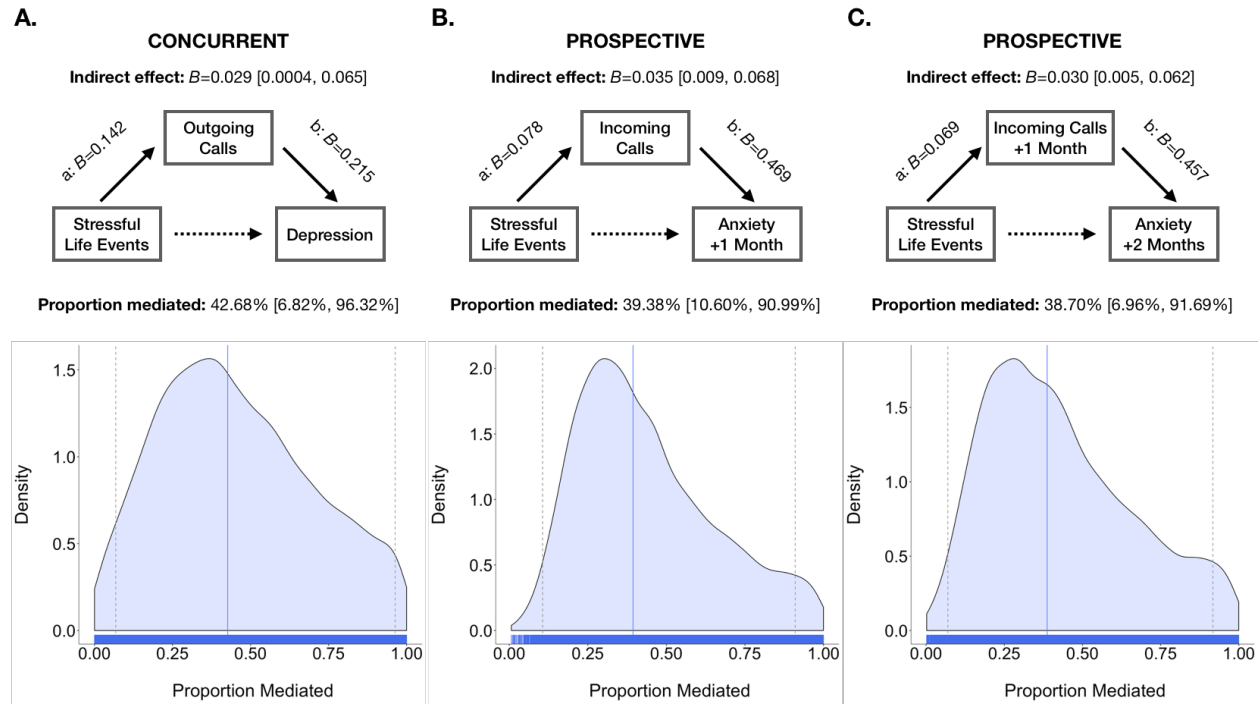 A.
CONCURRENT
Indirect effect: B=0.029 [0.0004, 0.065]
a: B=0.142
Outgoing
Calls
b: B=0.215
Stressful
Life Events
Depression
Proportion mediated: 42.68% [6.82%, 96.32%]
Density
1.5
1.0
0.5
0.0
0.00 0.25 0.50 0.75 1.00
Proportion Mediated
B.
PROSPECTIVE
Indirect effect: B=0.035 [0.009, 0.068]
a: B=0.078
Incoming
Calls
b: B=0.469
Stressful
Life Events
Anxiety
+1 Month
Proportion mediated: 39.38% [10.60%, 90.99%]
Density
2.0
1.5
1.0
0.5
0.0
0.00 0.25 0.50 0.75 1.00
Proportion Mediated
C.
PROSPECTIVE
Indirect effect: B=0.030 [0.005, 0.062]
a: B=0.069
Incoming Calls
+1 Month
b: B=0.457
Stressful
Life Events
Anxiety
+2 Months
Proportion mediated: 38.70% [6.96%, 91.69%]
Density
1.5
1.0
0.5
0.0
0.00 0.25 0.50 0.75 1.00
Proportion Mediated